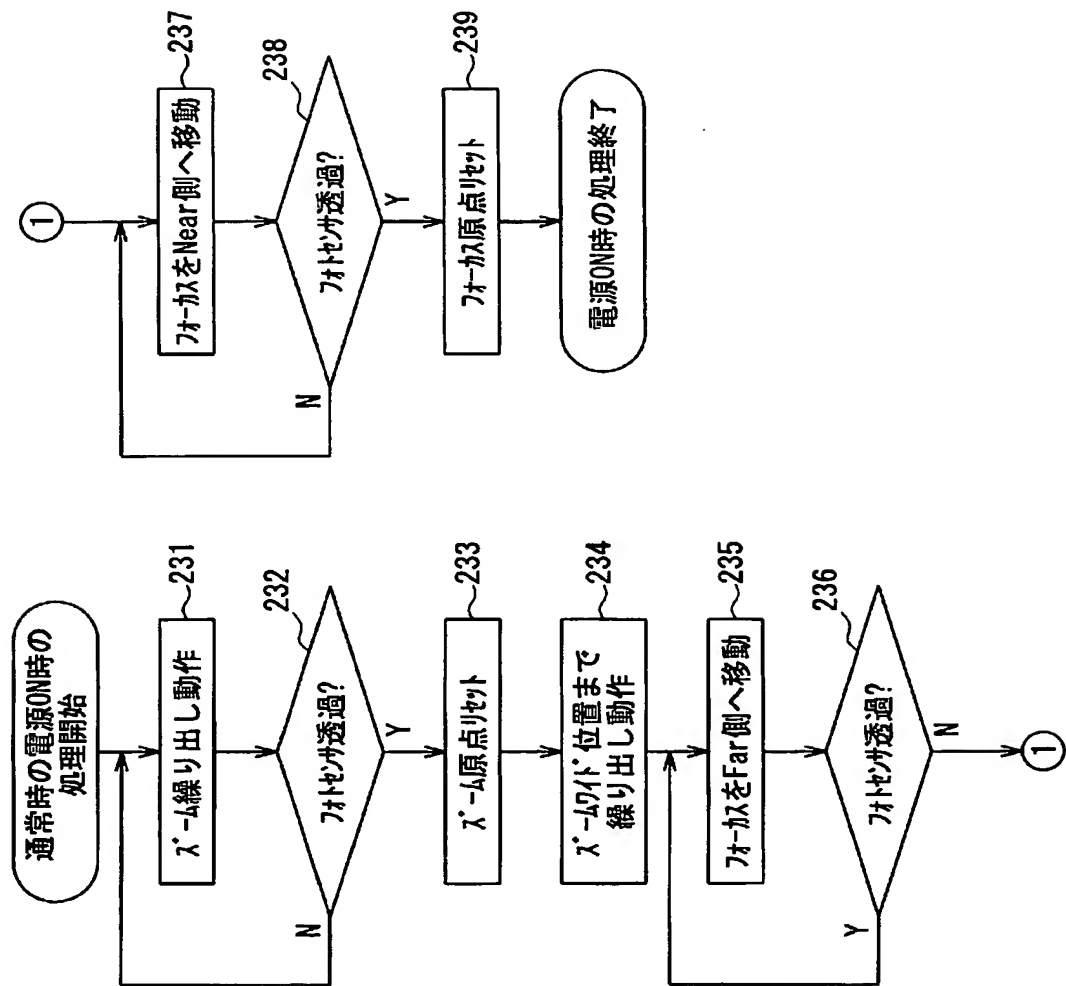 通常時の電源ON時の
処理開始
ズーム繰り出し動作
231
フォトセンサ透過?
232
N
Y
ズーム原点リセット
233
ズームワイド位置まで
繰り出し動作
234
フォーカスをFar側へ移動
235
フォトセンサ透過?
236
Y
N
1
1
フォーカスをNear側へ移動
237
フォトセンサ透過?
238
N
Y
フォーカス原点リセット
239
電源ON時の処理終了